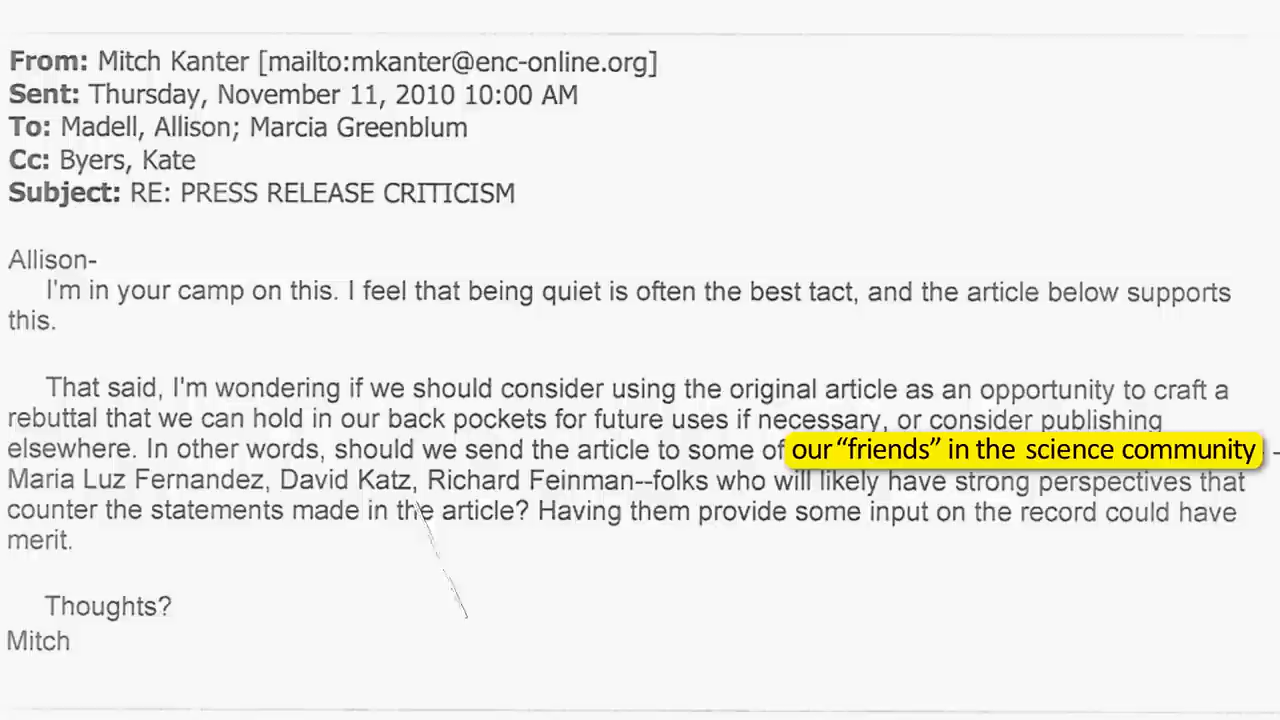 From: Mitch Kanter [mailto:mkanter@enc-online.org]
Sent: Thursday, November 11, 2010 10:00 AM
To: Madell, Allison; Marcia Greenblum
Cc: Byers, Kate
Subject: RE: PRESS RELEASE CRITICISM
Allison-
I'm in your camp on this. I feel that being quiet is often the best tact, and the article below supports
this.
That said, I'm wondering if we should consider using the original article as an opportunity to craft a
rebuttal that we can hold in our back pockets for future uses if necessary, or consider publishing
elsewhere. In other words, should we send the article to some of our “friends” in the science community -
Maria Luz Fernandez, David Katz, Richard Feinman--folks who will likely have strong perspectives that
counter the statements made in the article? Having them provide some input on the record could have
merit.
Thoughts?
Mitch